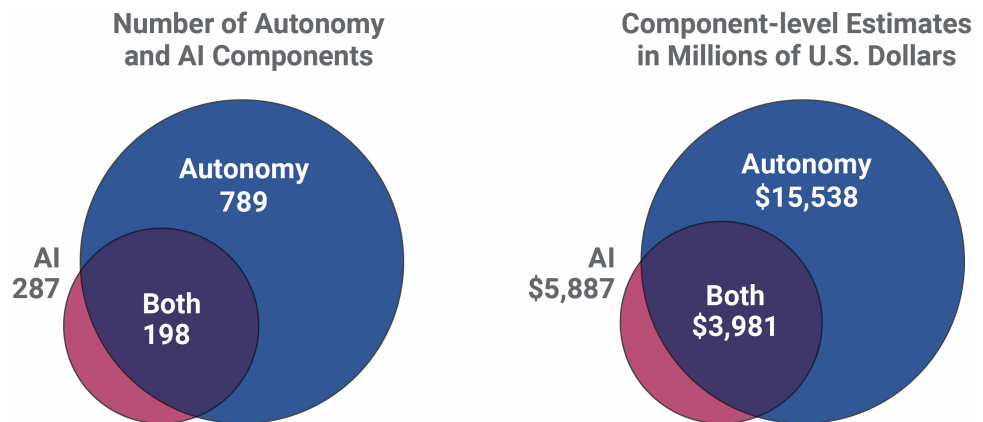 Number of Autonomy
and AI Components
Autonomy
789
AI
287
Both
198
Component-level Estimates
in Millions of U.S. Dollars
Autonomy
$15,538
AI
$5,887
Both
$3,981